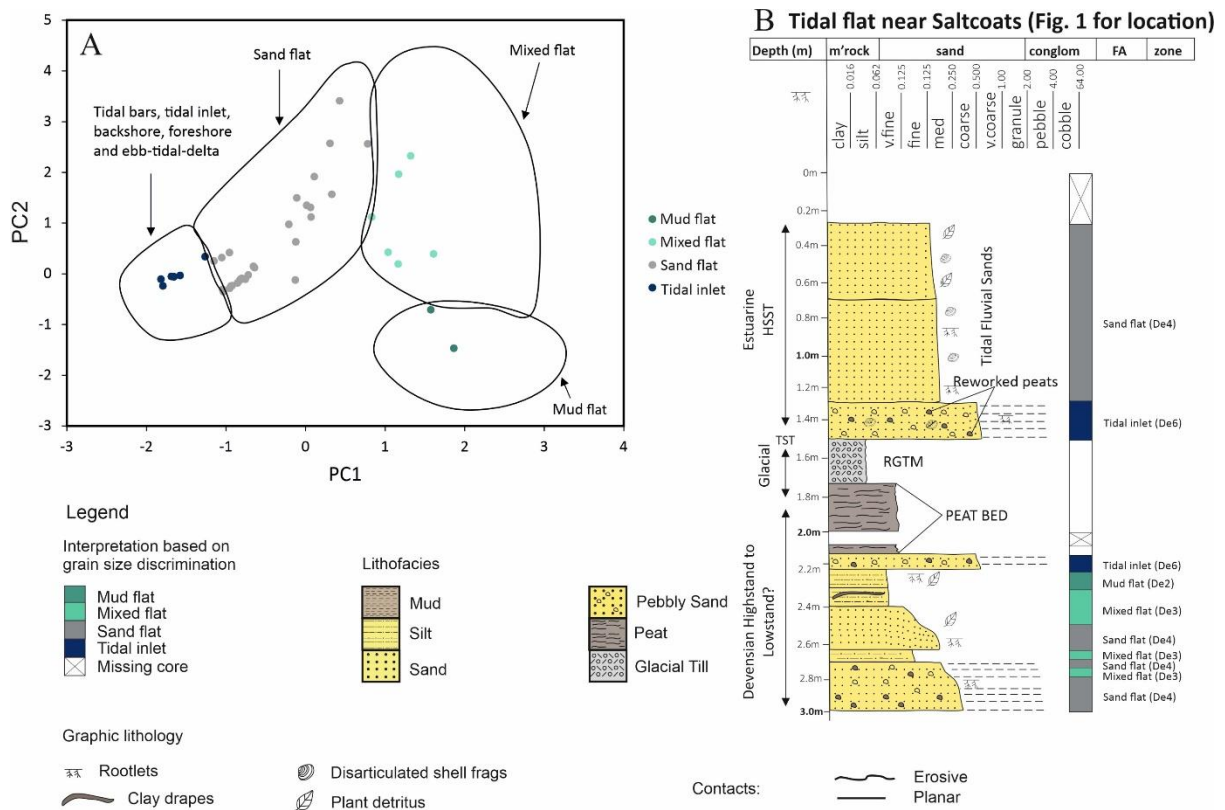 A
Sand flat
Mixed flat
Tidal bars, tidal inlet,
backshore, foreshore
and ebb-tidal-delta
Mud flat
PC2
5
4
3
2
1
0
-1
-2
-3
-3
-2
-1
0
1
2
3
4
PC1
Mud flat
Mixed flat
Sand flat
Tidal inlet
B
Tidal flat near Saltcoats (Fig. 1 for location)
Depth (m) m'rock sand conglom FA zone
0.016 0.062 0.125 0.125 0.250 0.500 1.00 2.00 4.00 64.00
clay silt v.fine fine med coarse v.coarse granule pebble cobble
0m
0.2m
0.4m
0.6m
0.8m
1.0m
1.2m
1.4m
1.6m
1.8m
2.0m
2.2m
2.4m
2.6m
2.8m
3.0m
Estuarine
HSST
TST
Glacial
Devensian Highstand to
Lowstand?
Tidal Fluvial Sands
Reworked peats
RGTM
PEAT BED
Sand flat (De4)
Tidal inlet (De6)
Tidal inlet (De6)
Mud flat (De2)
Mixed flat (De3)
Sand flat (De4)
Mixed flat (De3)
Sand flat (De4)
Mixed flat (De3)
Sand flat (De4)
Legend
Interpretation based on
grain size discrimination
Mud flat
Mixed flat
Sand flat
Tidal inlet
Missing core
Lithofacies
Mud
Silt
Sand
Pebbly Sand
Peat
Glacial Till
Graphic lithology
Rootlets
Clay drapes
Disarticulated shell frags
Plant detritus
Contacts:
Erosive
Planar